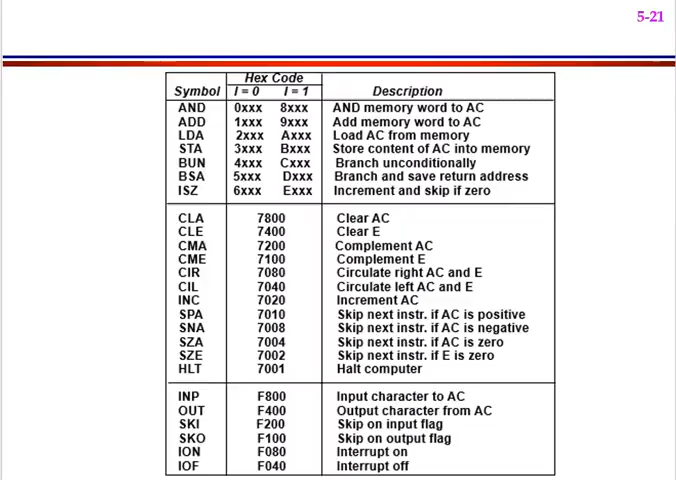 5-21
Hex Code
Symbol I = 0 I = 1 Description
AND 0xxx 8xxx AND memory word to AC
ADD 1xxx 9xxx Add memory word to AC
LDA 2xxx Axxx Load AC from memory
STA 3xxx Bxxx Store content of AC into memory
BUN 4xxx Cxxx Branch unconditionally
BSA 5xxx Dxxx Branch and save return address
ISZ 6xxx Exxx Increment and skip if zero
CLA 7800 Clear AC
CLE 7400 Clear E
CMA 7200 Complement AC
CME 7100 Complement E
CIR 7080 Circulate right AC and E
CIL 7040 Circulate left AC and E
INC 7020 Increment AC
SPA 7010 Skip next instr. if AC is positive
SNA 7008 Skip next instr. if AC is negative
SZA 7004 Skip next instr. if AC is zero
SZE 7002 Skip next instr. if E is zero
HLT 7001 Halt computer
INP F800 Input character to AC
OUT F400 Output character from AC
SKI F200 Skip on input flag
SKO F100 Skip on output flag
ION F080 Interrupt on
IOF F040 Interrupt off